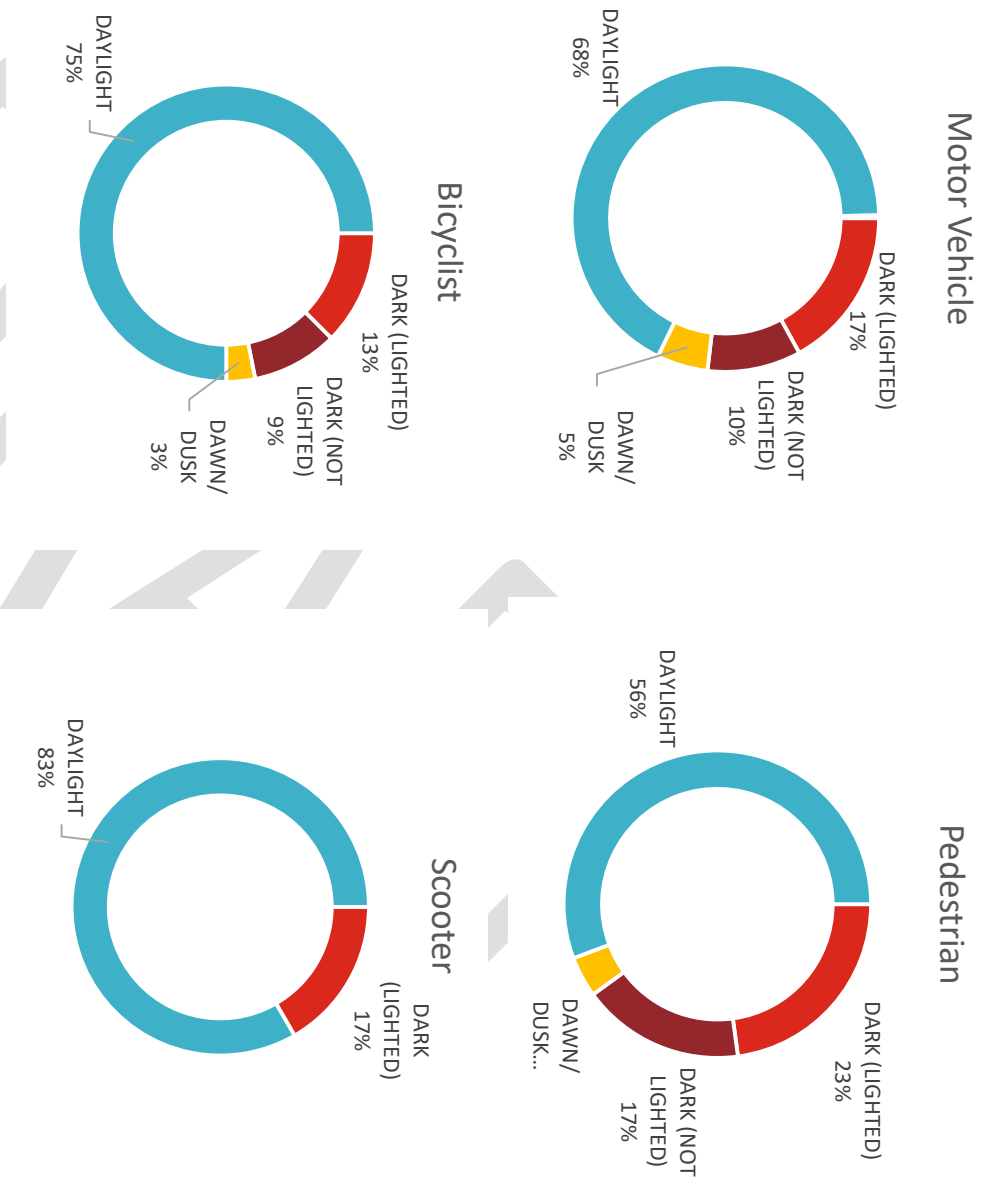 Motor Vehicle
DARK (LIGHTED)
17%
DARK (NOT
LIGHTED)
10%
DAWN/
DUSK
5%
DAYLIGHT
68%
Pedestrian
DARK (LIGHTED)
23%
DARK (NOT
LIGHTED)
17%
DAWN/
DUSK...
DAYLIGHT
56%
Bicyclist
DARK (LIGHTED)
13%
DARK (NOT
LIGHTED)
9%
DAWN/
DUSK
3%
DAYLIGHT
75%
Scooter
DARK
(LIGHTED)
17%
DAYLIGHT
83%